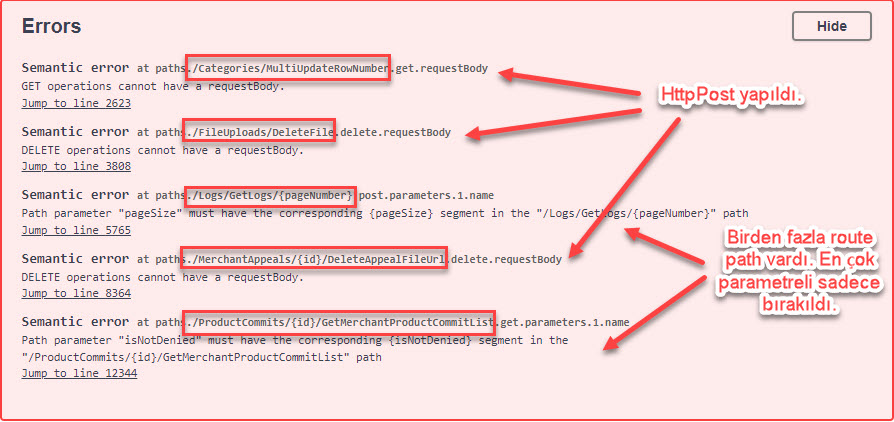 Errors
Hide
Semantic error at paths./Categories/MultiUpdateRowNumber.get.requestBody
GET operations cannot have a requestBody.
Jump to line 2623
HttpPost yapıldı.
Semantic error at paths./FileUploads/DeleteFile.delete.requestBody
DELETE operations cannot have a requestBody.
Jump to line 3808
Semantic error at paths./Logs/GetLogs/{pageNumber}.post.parameters.1.name
Path parameter "pageSize" must have the corresponding {pageSize} segment in the "/Logs/GetLogs/{pageNumber}" path
Jump to line 5765
Birden fazla route
path vardı. En çok
parametreli sadece
bırakıldı.
Semantic error at paths./MerchantAppeals/{id}/DeleteAppealFileUrl.delete.requestBody
DELETE operations cannot have a requestBody.
Jump to line 8364
Semantic error at paths./ProductCommits/{id}/GetMerchantProductCommitList.get.parameters.1.name
Path parameter "isNotDenied" must have the corresponding {isNotDenied} segment in the
"/ProductCommits/{id}/GetMerchantProductCommitList" path
Jump to line 12344